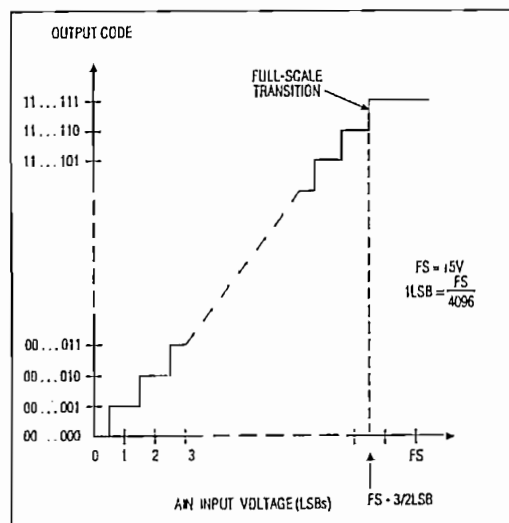 OUTPUT CODE
FULL-SCALE
TRANSITION
11...111
11...110
11...101
FS = +5V
1LSB = FS
4096
00...011
00...010
00...001
00...000
0 1 2 3 FS
AIN INPUT VOLTAGE (LSBs)
FS - 3/2LSB